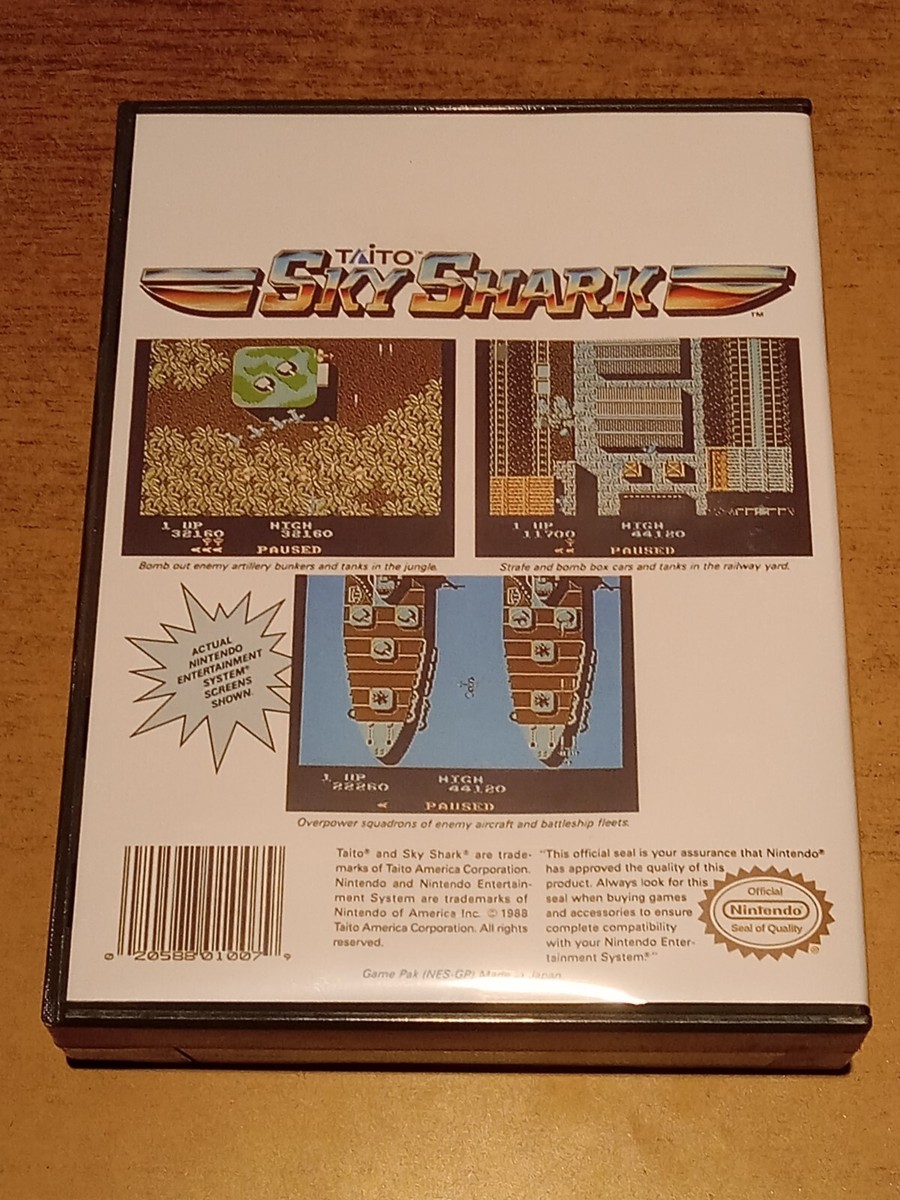 TAITO™
SKY SHARK
™
1 UP HIGH
32160 32160
PAUSED
1 UP HIGH
11700 44120
PAUSED
Bomb out enemy artillery bunkers and tanks in the jungle.
Strafe and bomb box cars and tanks in the railway yard.
ACTUAL
NINTENDO
ENTERTAINMENT
SYSTEM®
SCREENS
SHOWN.
1 UP HIGH
22260 44120
PAUSED
Overpower squadrons of enemy aircraft and battleship fleets.
0 20588 01007 9
Taito® and Sky Shark® are trade-
marks of Taito America Corporation.
Nintendo and Nintendo Entertain-
ment System are trademarks of
Nintendo of America Inc. © 1988
Taito America Corporation. All rights
reserved.
"This official seal is your assurance that Nintendo®
has approved the quality of this
product. Always look for this
seal when buying games
and accessories to ensure
complete compatibility
with your Nintendo Enter-
tainment System®"
Official
Nintendo
Seal of Quality
®
Game Pak (NES-GP) Made in Japan